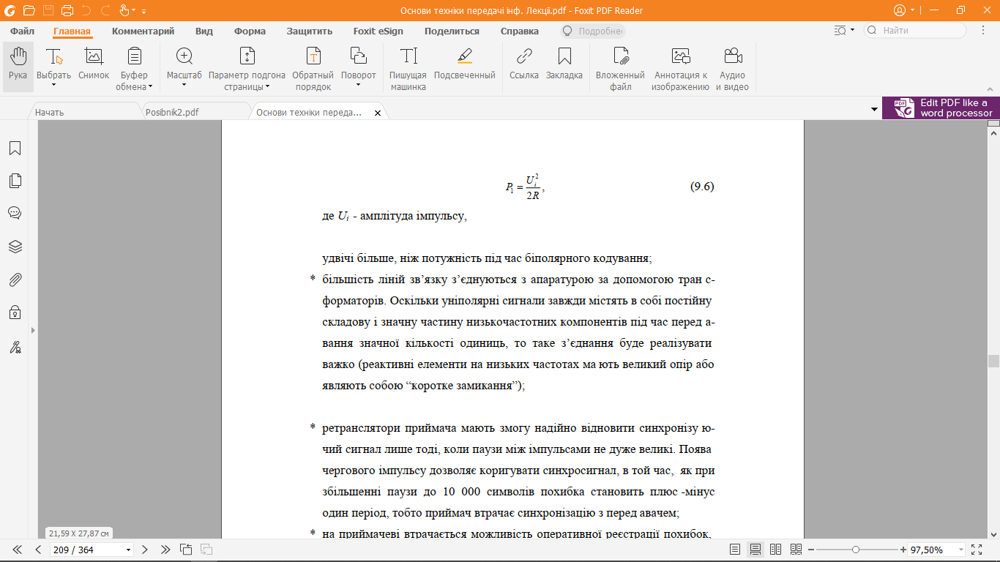 Основи техніки передачі інф. Лекції.pdf - Foxit PDF Reader
Файл Главная Комментарий Вид Форма Защитить Foxit eSign Поделиться Справка Подробнес Найти
Рука Выбрать Снимок Буфер обмена Масштаб Параметр подгона страницы Обратный порядок Поворот Пишущая машинка Подсвеченный Ссылка Закладка Вложенный файл Аннотация к изображению Аудио и видео
Начать Posibnik2.pdf Основи техніки переда...
Edit PDF like a
word processor
P₁ = Uᵢ² / 2R, (9.6)
де Uᵢ - амплітуда імпульсу,
удвічі більше, ніж потужність під час біполярного кодування;
* більшість ліній зв’язку з’єднуються з апаратурою за допомогою тран с-
форматорів. Оскільки уніполярні сигнали завжди містять в собі постійну
складову і значну частину низькочастотних компонентів під час перед а-
вання значної кількості одиниць, то таке з’єднання буде реалізувати
важко (реактивні елементи на низьких частотах ма ють великий опір або
являють собою “коротке замикання”);
* ретранслятори приймача мають змогу надійно відновити синхронізу ю-
чий сигнал лише тоді, коли паузи між імпульсами не дуже великі. Поява
чергового імпульсу дозволяє коригувати синхросигнал, в той час, як при
збільшенні паузи до 10 000 символів похибка становить плюс -мінус
один період, тобто приймач втрачає синхронізацію з перед авачем;
* на приймачеві втрачається можливість оперативної реєстрації похибок,
21,59 X 27,87 см
209 / 364 97,50%